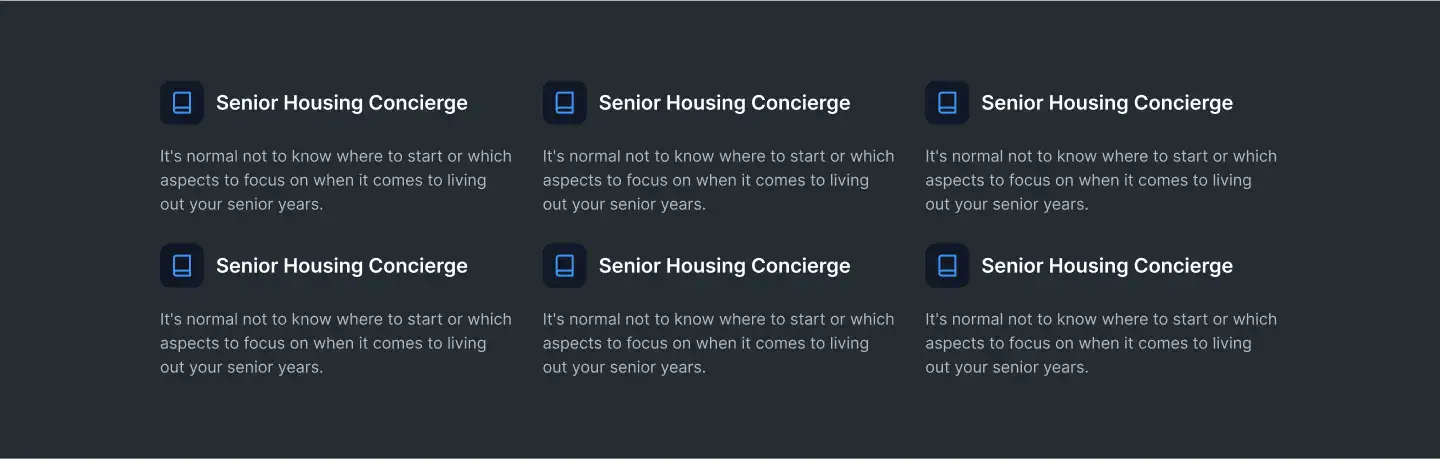 Senior Housing Concierge
It's normal not to know where to start or which
aspects to focus on when it comes to living
out your senior years.
Senior Housing Concierge
It's normal not to know where to start or which
aspects to focus on when it comes to living
out your senior years.
Senior Housing Concierge
It's normal not to know where to start or which
aspects to focus on when it comes to living
out your senior years.
Senior Housing Concierge
It's normal not to know where to start or which
aspects to focus on when it comes to living
out your senior years.
Senior Housing Concierge
It's normal not to know where to start or which
aspects to focus on when it comes to living
out your senior years.
Senior Housing Concierge
It's normal not to know where to start or which
aspects to focus on when it comes to living
out your senior years.